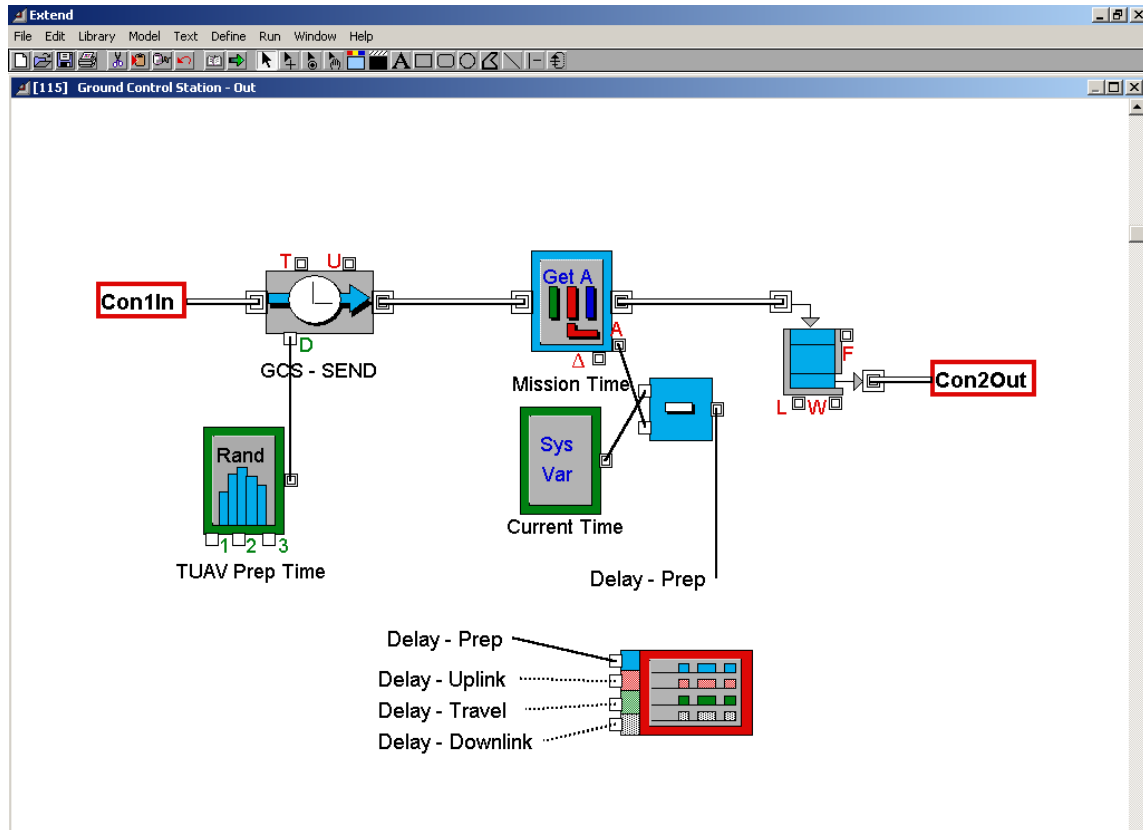 Extend
File Edit Library Model Text Define Run Window Help
A
[115] Ground Control Station - Out
Con1In
T U
D
GCS - SEND
Get A
A
Δ
Mission Time
F
L W
Con2Out
Rand
1 2 3
TUAV Prep Time
Sys
Var
Current Time
Delay - Prep
Delay - Prep
Delay - Uplink
Delay - Travel
Delay - Downlink